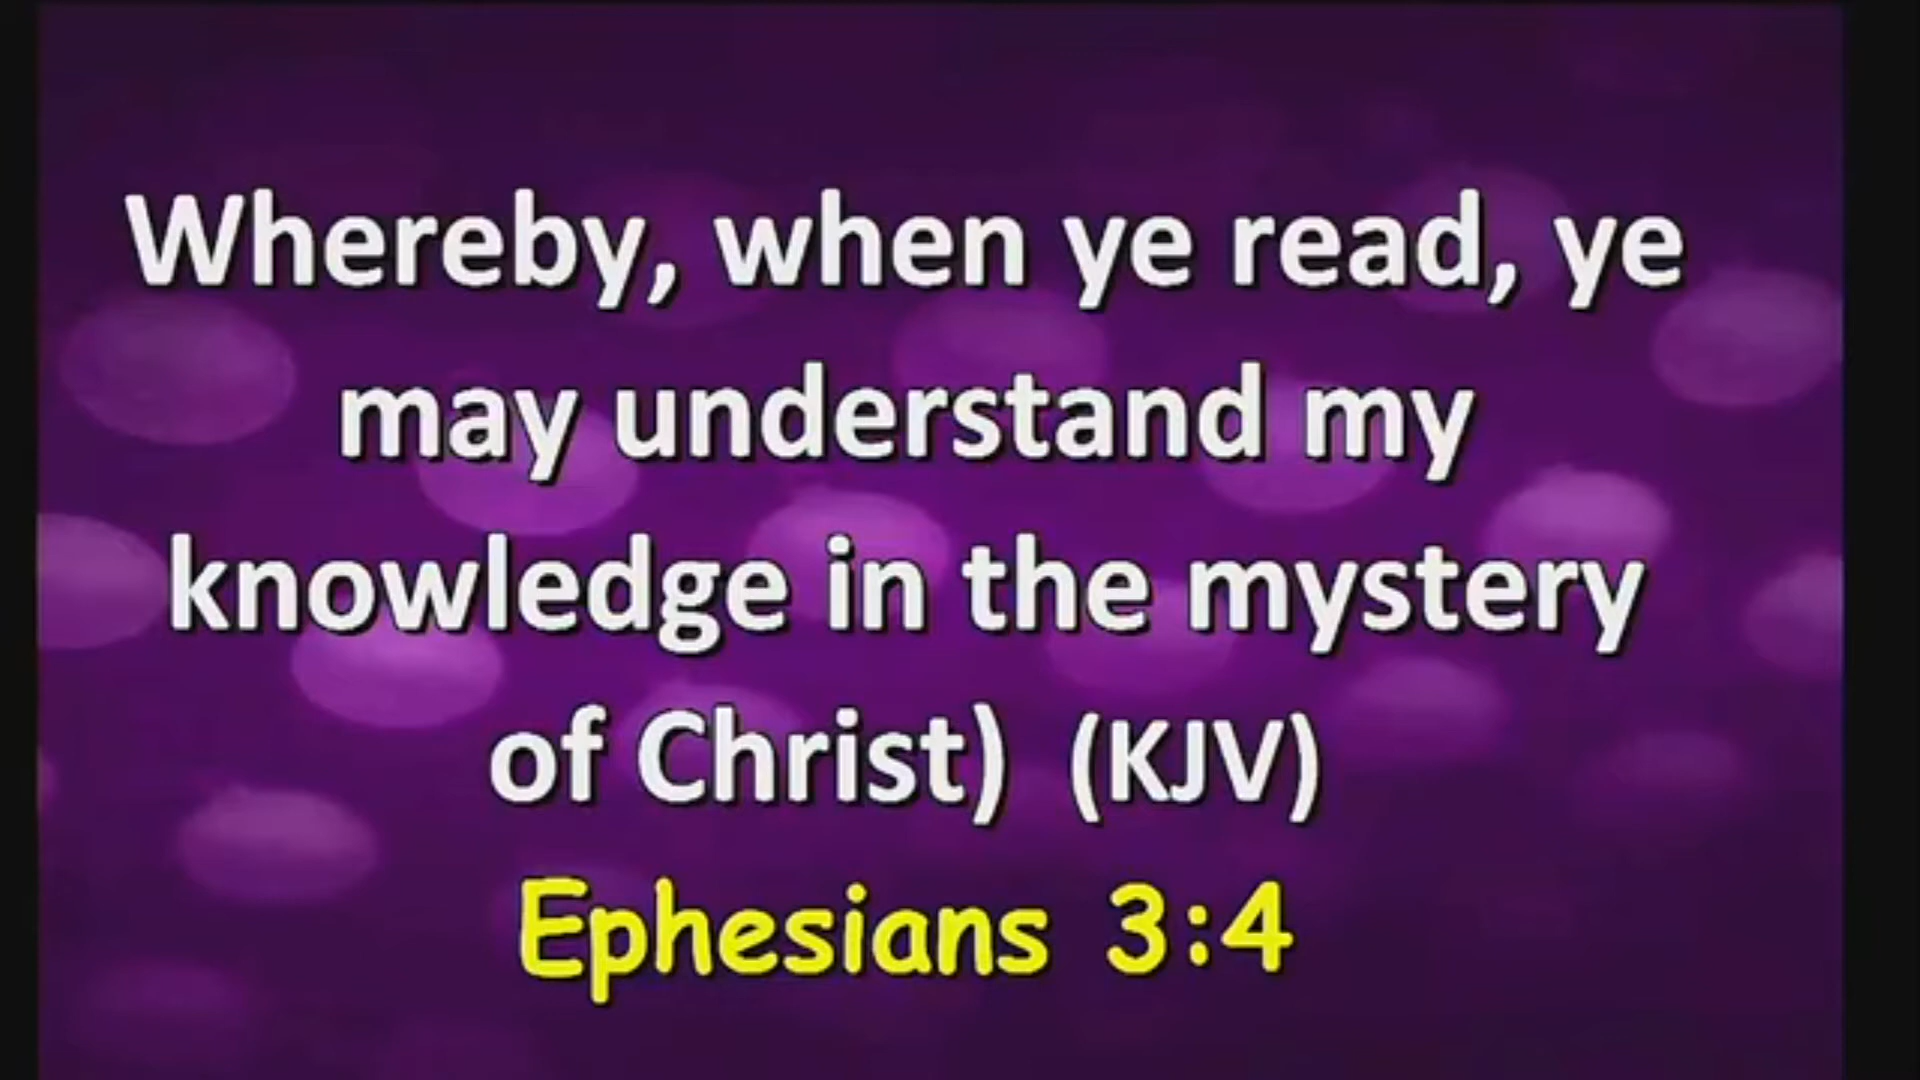 Whereby, when ye read, ye
may understand my
knowledge in the mystery
of Christ) (KJV)
Ephesians 3:4